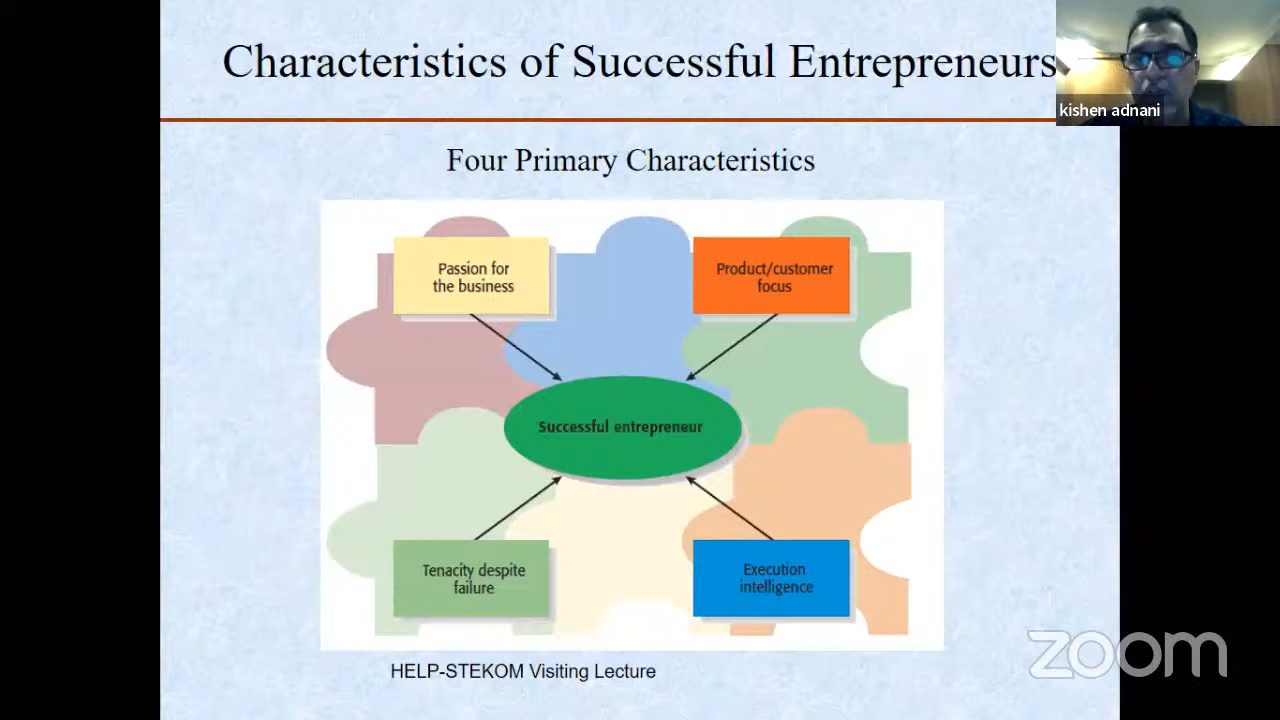 Characteristics of Successful Entrepreneurs
kishen adnani
Four Primary Characteristics
Passion for
the business
Product/customer
focus
Successful entrepreneur
Tenacity despite
failure
Execution
intelligence
HELP-STEKOM Visiting Lecture
zoom